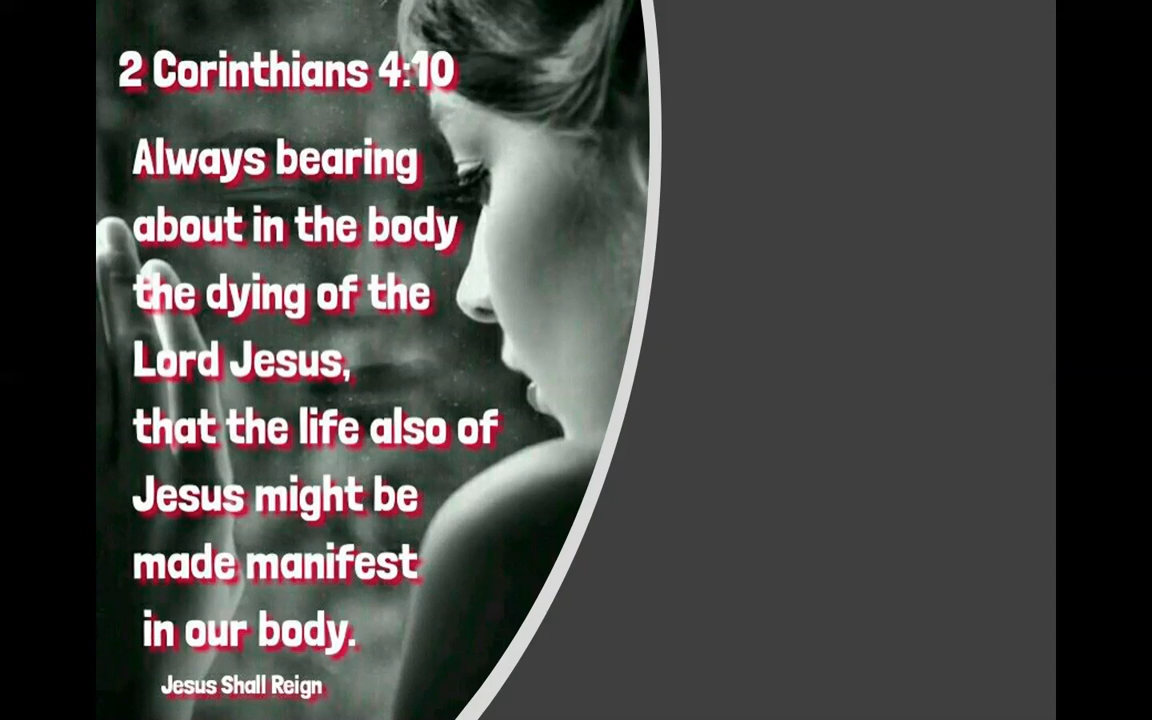 2 Corinthians 4:10
Always bearing
about in the body
the dying of the
Lord Jesus,
that the life also of
Jesus might be
made manifest
in our body.
Jesus Shall Reign